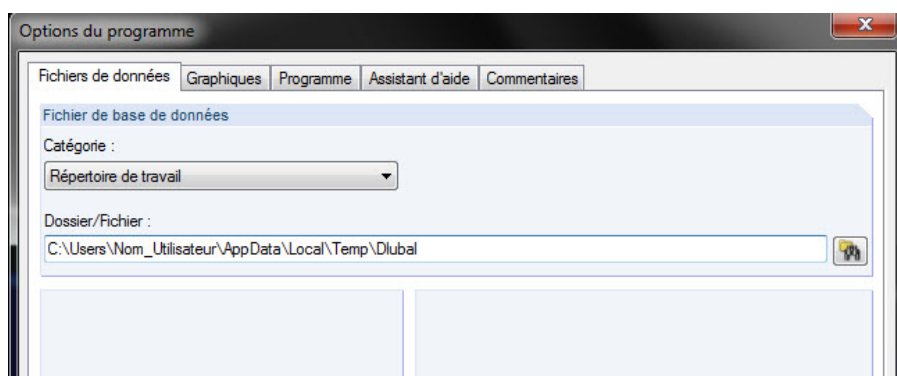 Options du programme
Fichiers de données Graphiques Programme Assistant d'aide Commentaires
Fichier de base de données
Catégorie :
Répertoire de travail
Dossier/Fichier :
C:\Users\Nom_Utilisateur\AppData\Local\Temp\Dlubal